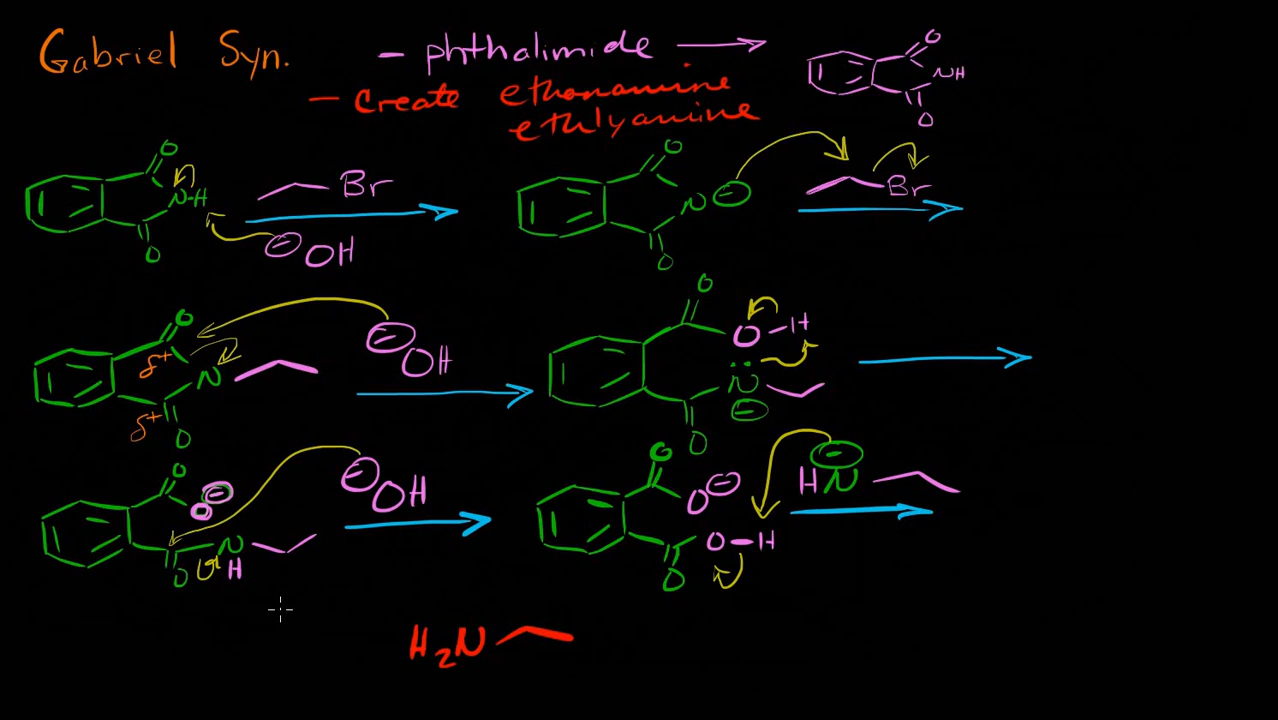 Gabriel Syn. - phthalimide → O
NH
O
- create ethanamine
ethlyamine
O
N-H
O
Br
⊖OH
O
N ⊖
O
Br
O
δ+
N
δ+
O
⊖OH
O
O-H
N
⊖
O
O
O ⊖
O
N
H
⊖OH
O
O ⊖
O-H
O
⊖
HN
H₂N